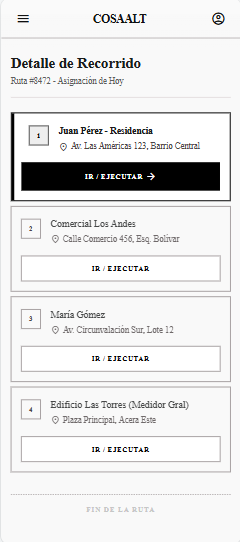 COSAALT
Detalle de Recorrido
Ruta #8472 - Asignación de Hoy
1
Juan Pérez - Residencia
Av. Las Américas 123, Barrio Central
IR / EJECUTAR →
2
Comercial Los Andes
Calle Comercio 456, Esq. Bolívar
IR / EJECUTAR
3
María Gómez
Av. Circunvalación Sur, Lote 12
IR / EJECUTAR
4
Edificio Las Torres (Medidor Gral)
Plaza Principal, Acera Este
IR / EJECUTAR
FIN DE LA RUTA